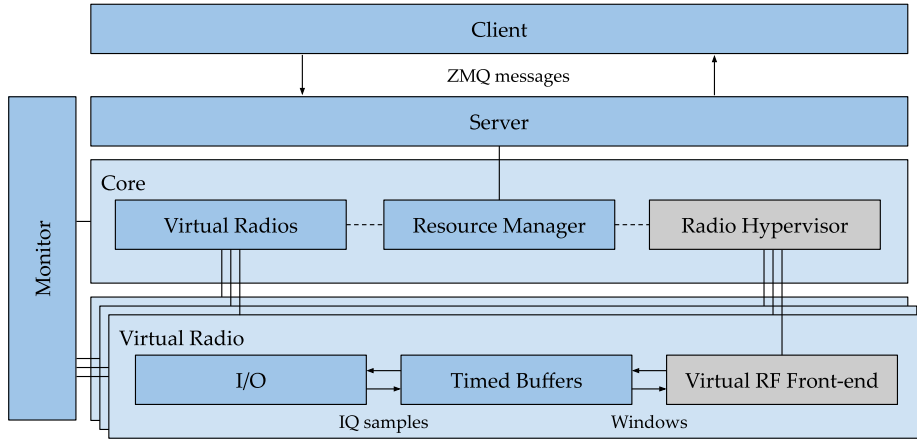 Client
ZMQ messages
Server
Monitor
Core
Virtual Radios
Resource Manager
Radio Hypervisor
Virtual Radio
I/O
Timed Buffers
Virtual RF Front-end
IQ samples
Windows